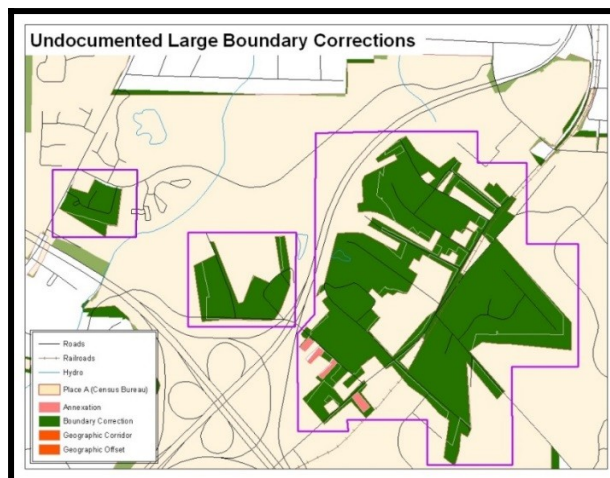 Undocumented Large Boundary Corrections
Roads
Railroads
Hydro
Place A (Census Bureau)
Annexation
Boundary Correction
Geographic Corridor
Geographic Offset